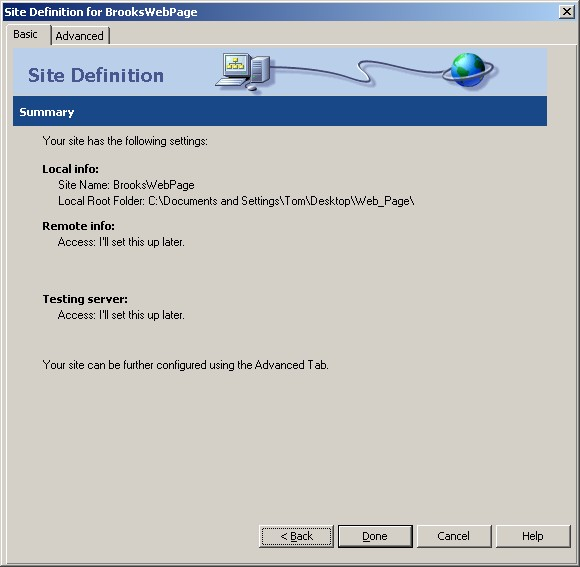 Site Definition for BrooksWebPage
Basic
Advanced
Site Definition
Summary
Your site has the following settings:
Local info:
Site Name: BrooksWebPage
Local Root Folder: C:\Documents and Settings\Tom\Desktop\Web_Page\
Remote info:
Access: I'll set this up later.
Testing server:
Access: I'll set this up later.
Your site can be further configured using the Advanced Tab.
< Back
Done
Cancel
Help